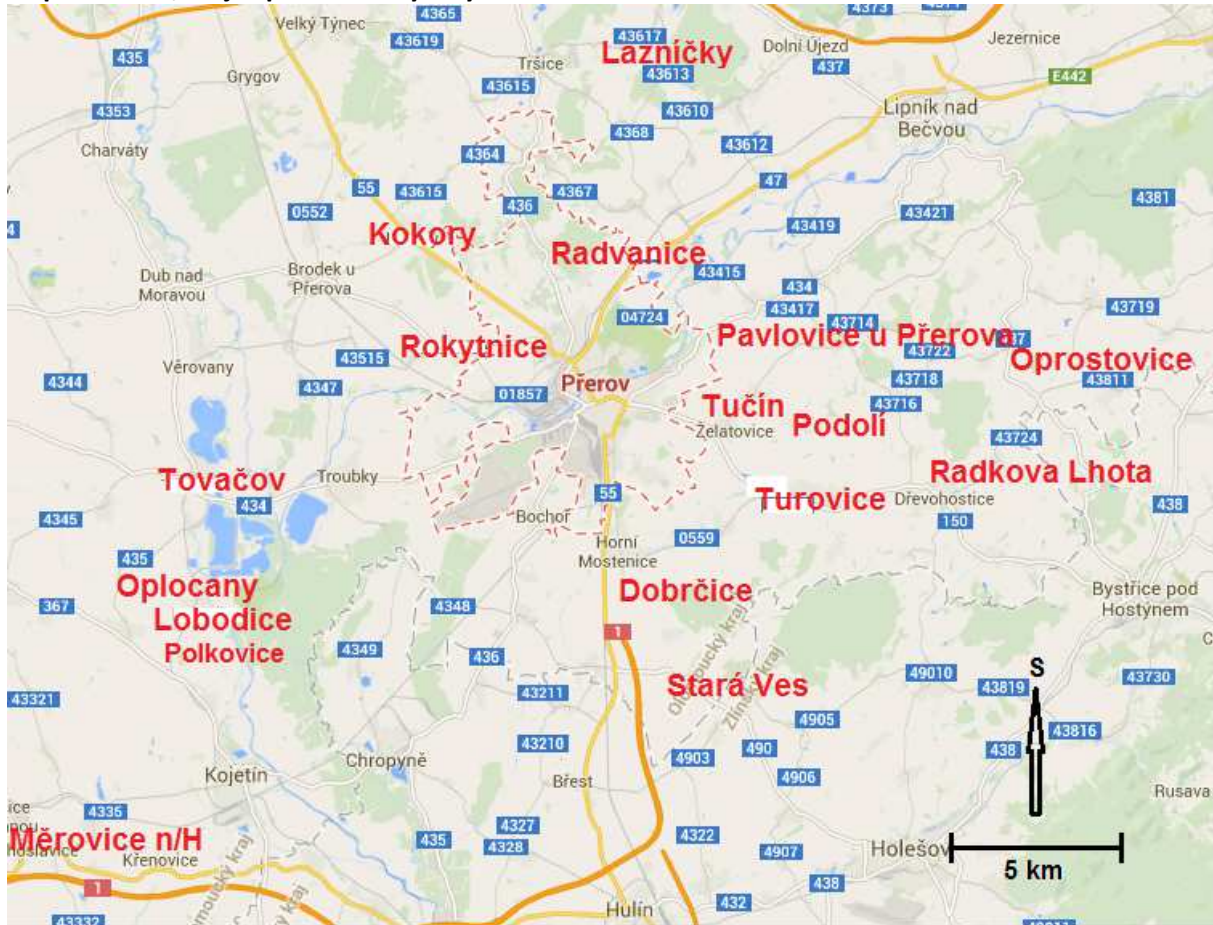 4365
4373
Velký Týnec
43619
43617
Lazníčky
Dolní Újezd
Jezernice
435
Tršice
43613
437
E442
Grygov
43615
4353
43610
Lipník nad
Bečvou
4368
43612
Charváty
4364
47
55
43615
4367
4381
0552
436
43421
43419
Kokory
Radvanice
Brodek u
Přerova
Dub nad
Moravou
43415
434
43417
43719
04724
43714
Pavlovice u Přerova
Rokytnice
43722
Oprostovice
43515
Věrovany
4344
4347
01857
Přerov
43718
43811
43716
Tučín
Podolí
Želatovice
43724
Tovačov
Troubky
Radkova Lhota
434
55
Turovice
Dřevohostice
438
4345
Bochoř
150
435
Horní
Mostenice
0559
Oplocany
Dobrčice
Bystřice pod
Hostýnem
367
4348
Lobodice
1
Polkovice
4349
436
Olomoucký kraj
Zlínský kraj
S
43321
43211
Stará Ves
49010
43819
43730
4905
43210
490
438
43816
4903
Chropyně
Kojetín
Břest
4906
Rusava
4335
4327
4322
Měrovice n/H
435
4328
4907
Holešov
Křenovice
5 km
1
438
432
Hulín
43332